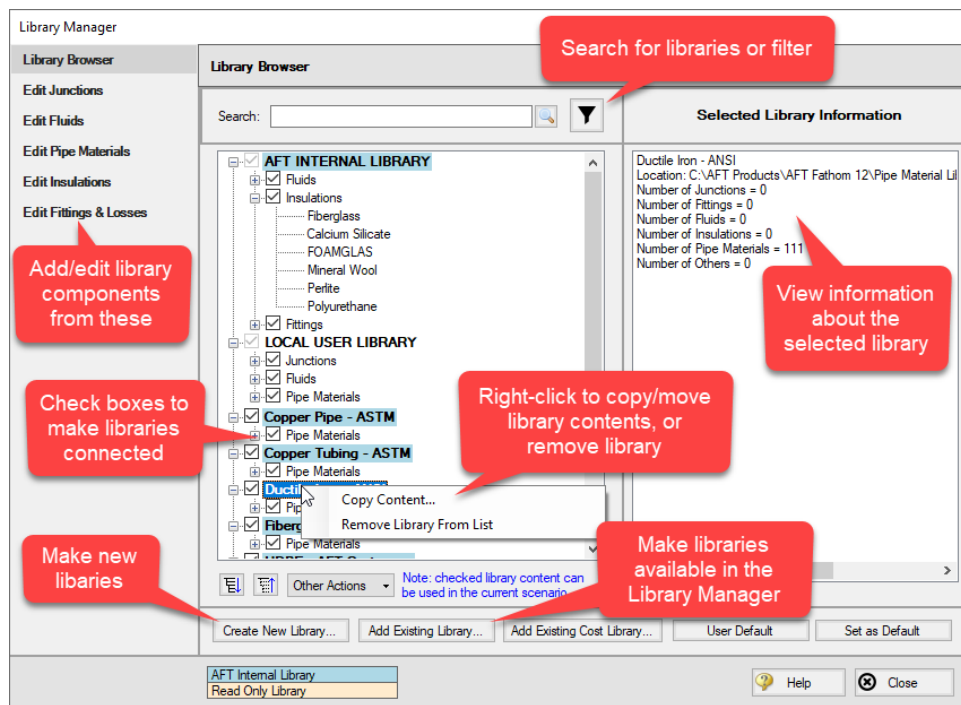 Library Manager
Library Browser
Edit Junctions
Edit Fluids
Edit Pipe Materials
Edit Insulations
Edit Fittings & Losses
Add/edit library
components
from these
Check boxes to
make libraries
connected
Make new
libaries
Library Browser
Search for libraries or filter
Search:
AFT INTERNAL LIBRARY
Fluids
Insulations
Fiberglass
Calcium Silicate
FOAMGLAS
Mineral Wool
Perlite
Polyurethane
Fittings
LOCAL USER LIBRARY
Junctions
Fluids
Pipe Materials
Copper Pipe - ASTM
Pipe Materials
Copper Tubing - ASTM
Pipe Materials
Pipe Materials
Right-click to copy/move
library contents, or
remove library
Copy Content...
Remove Library From List
Selected Library Information
Ductile Iron - ANSI
Location: C:\AFT Products\AFT Fathom 12\Pipe Material Li
Number of Junctions = 0
Number of Fittings = 0
Number of Fluids = 0
Number of Insulations = 0
Number of Pipe Materials = 111
Number of Others = 0
View information
about the
selected library
Make libraries
available in the
Library Manager
Other Actions
Note: checked library content can
be used in the current scenario
Create New Library...
Add Existing Library...
Add Existing Cost Library...
User Default
Set as Default
AFT Internal Library
Read Only Library
Help
Close